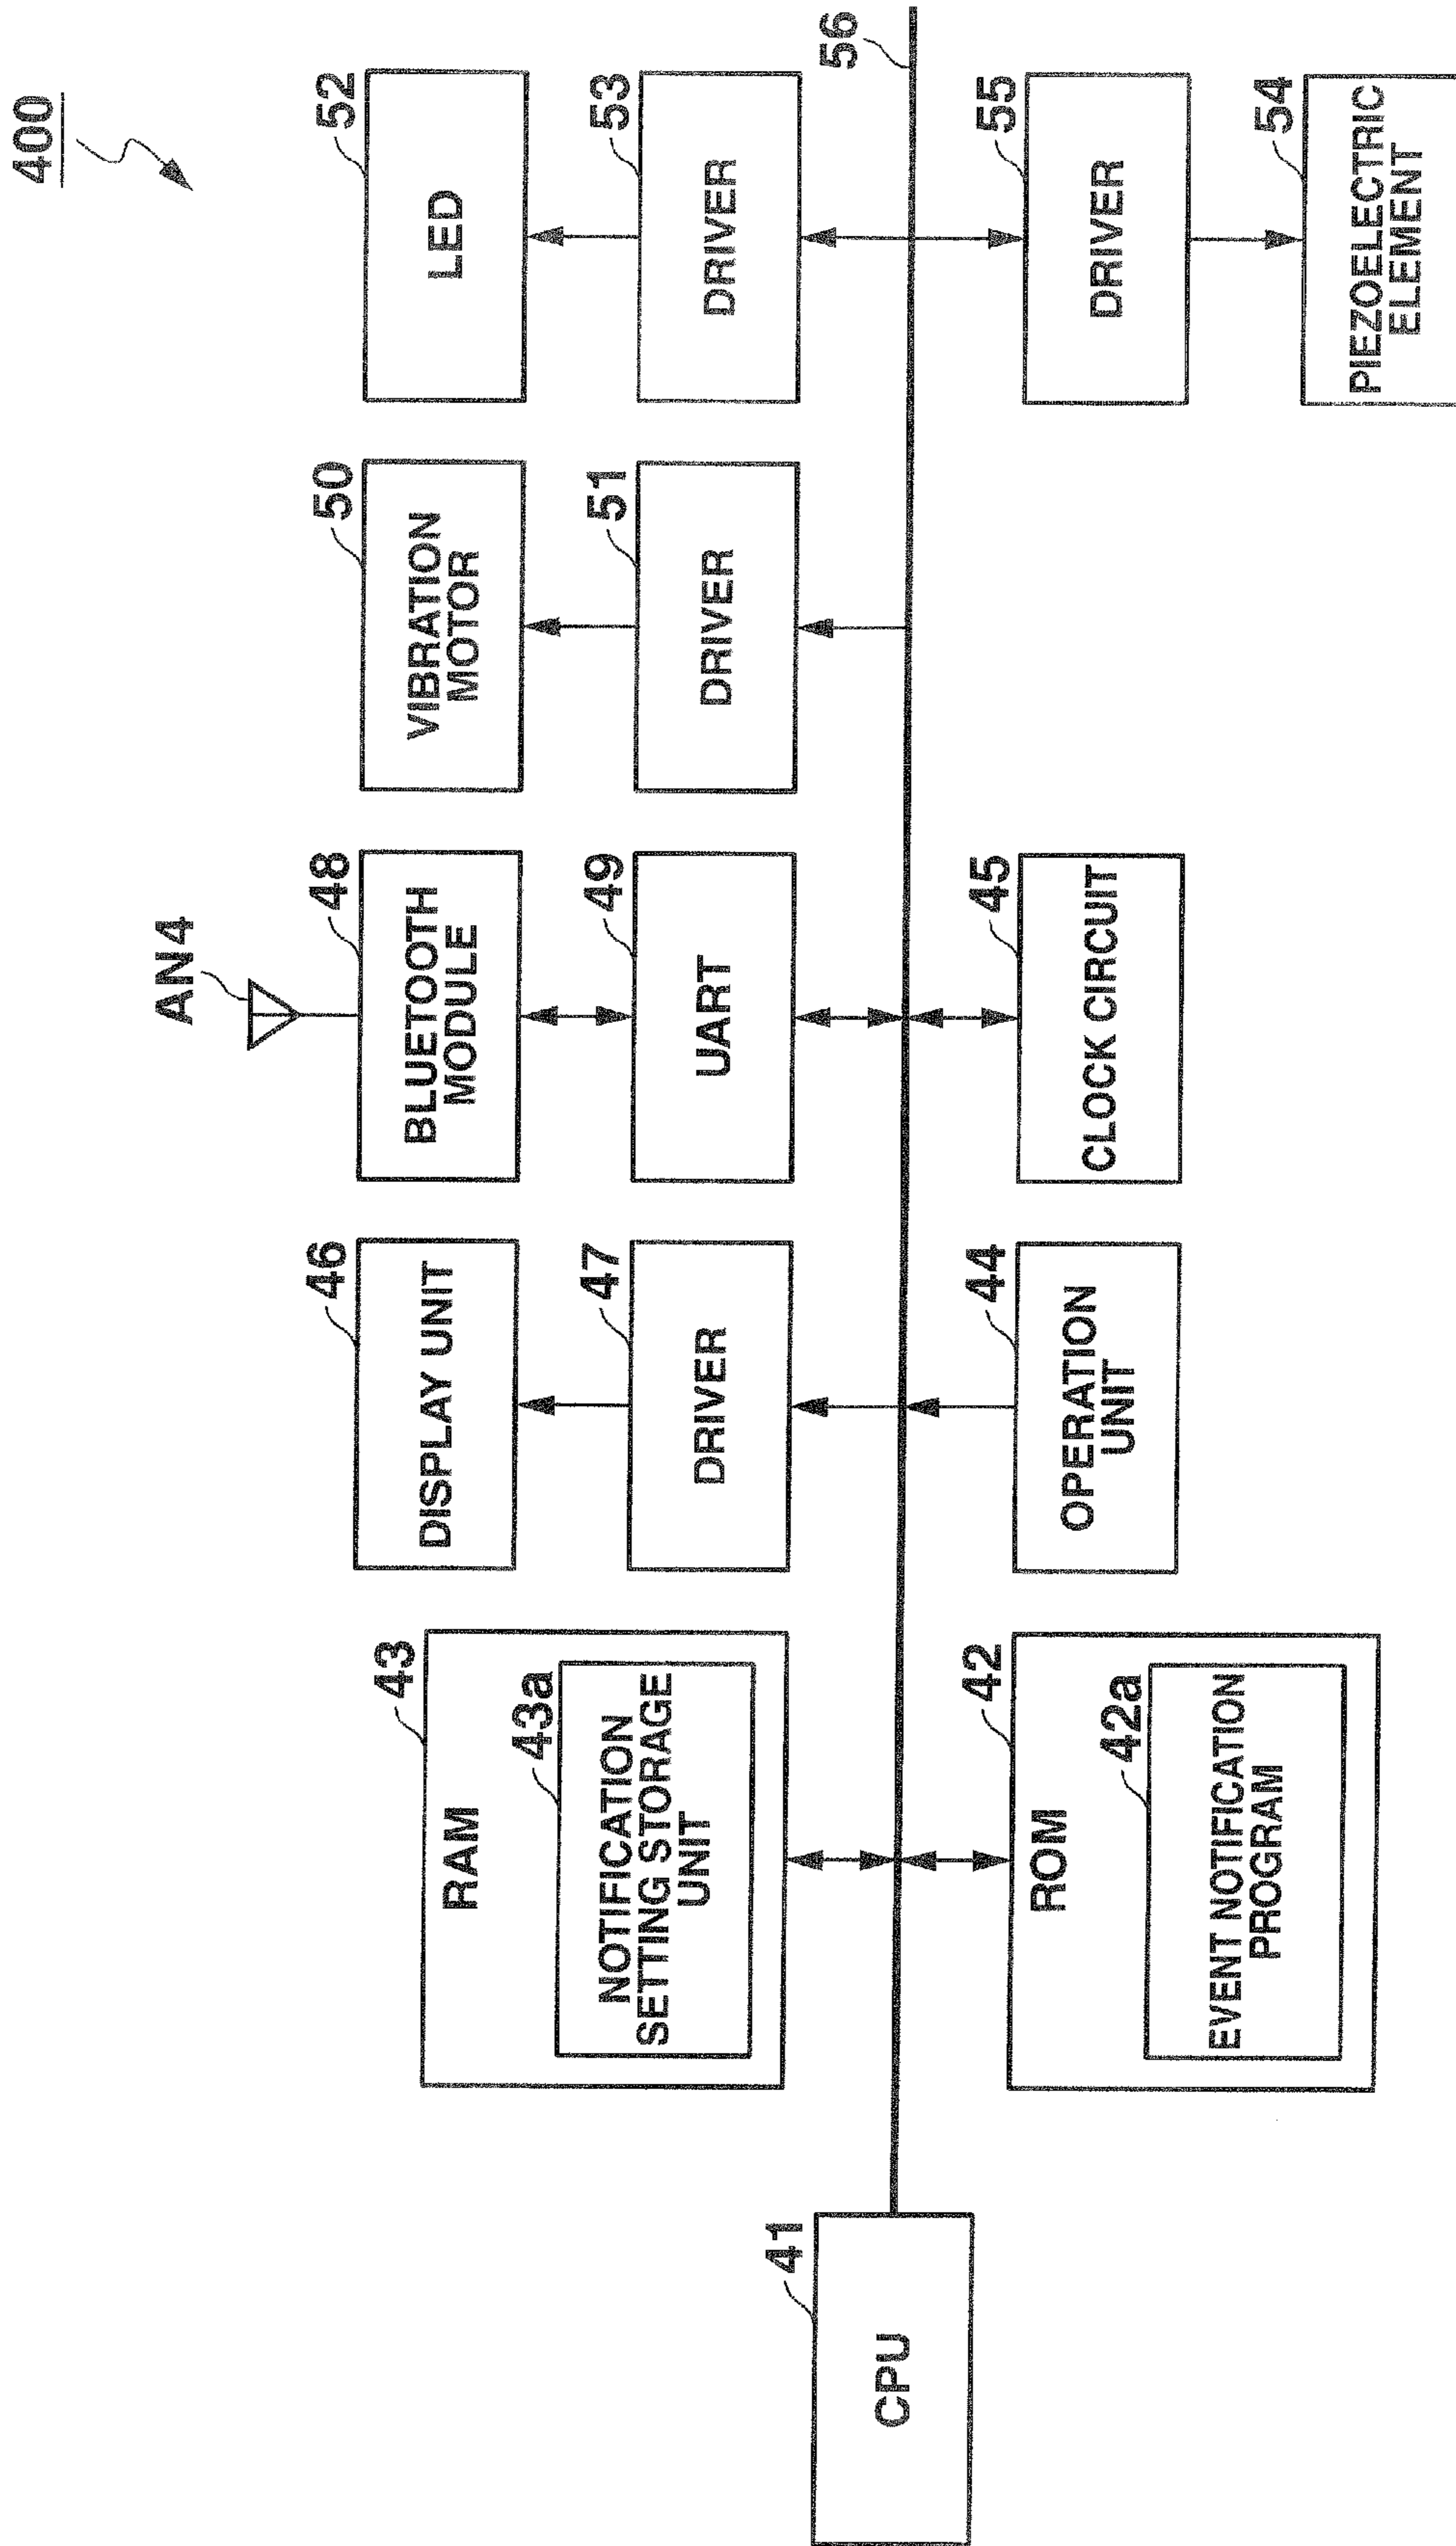 400
AN4
43
RAM
43a
NOTIFICATION
SETTING STORAGE
UNIT
46
DISPLAY UNIT
48
BLUETOOTH
MODULE
50
VIBRATION
MOTOR
52
LED
47
DRIVER
49
UART
51
DRIVER
53
DRIVER
41
CPU
56
42
ROM
42a
EVENT NOTIFICATION
PROGRAM
44
OPERATION
UNIT
45
CLOCK CIRCUIT
55
DRIVER
54
PIEZOELECTRIC
ELEMENT